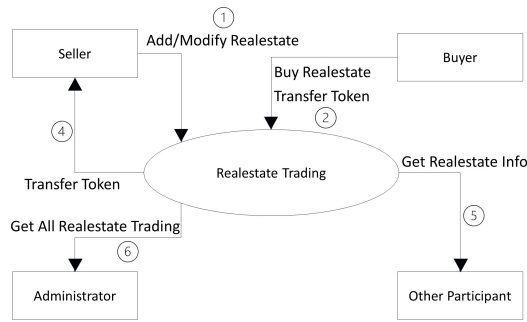 1
Add/Modify Realestate
Seller
Buyer
Buy Realestate
Transfer Token
2
4
Get Realestate Info
Realestate Trading
Transfer Token
5
Get All Realestate Trading
6
Administrator
Other Participant